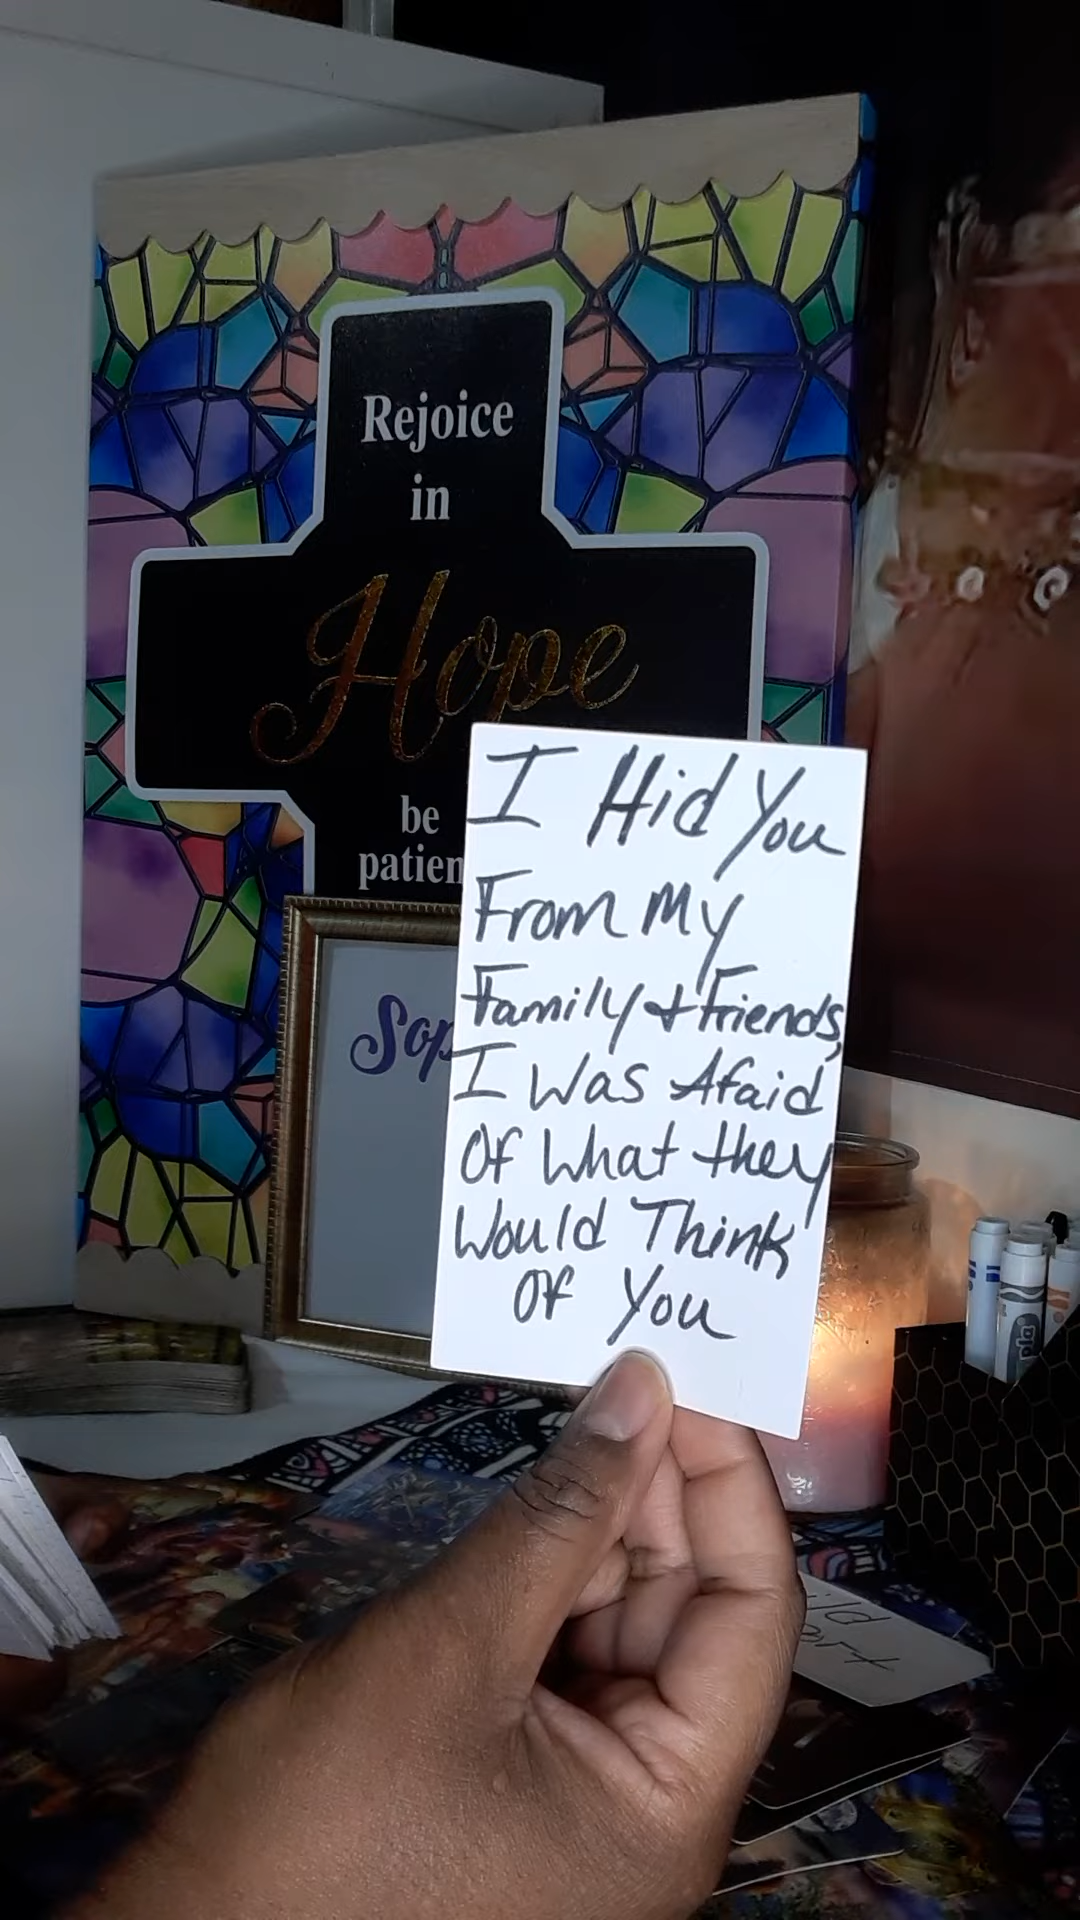 Rejoice
in
Hope
be
patien
Sop
I Hid You
From My
Family + Friends,
I Was Afaid
Of What they
Would Think
Of You